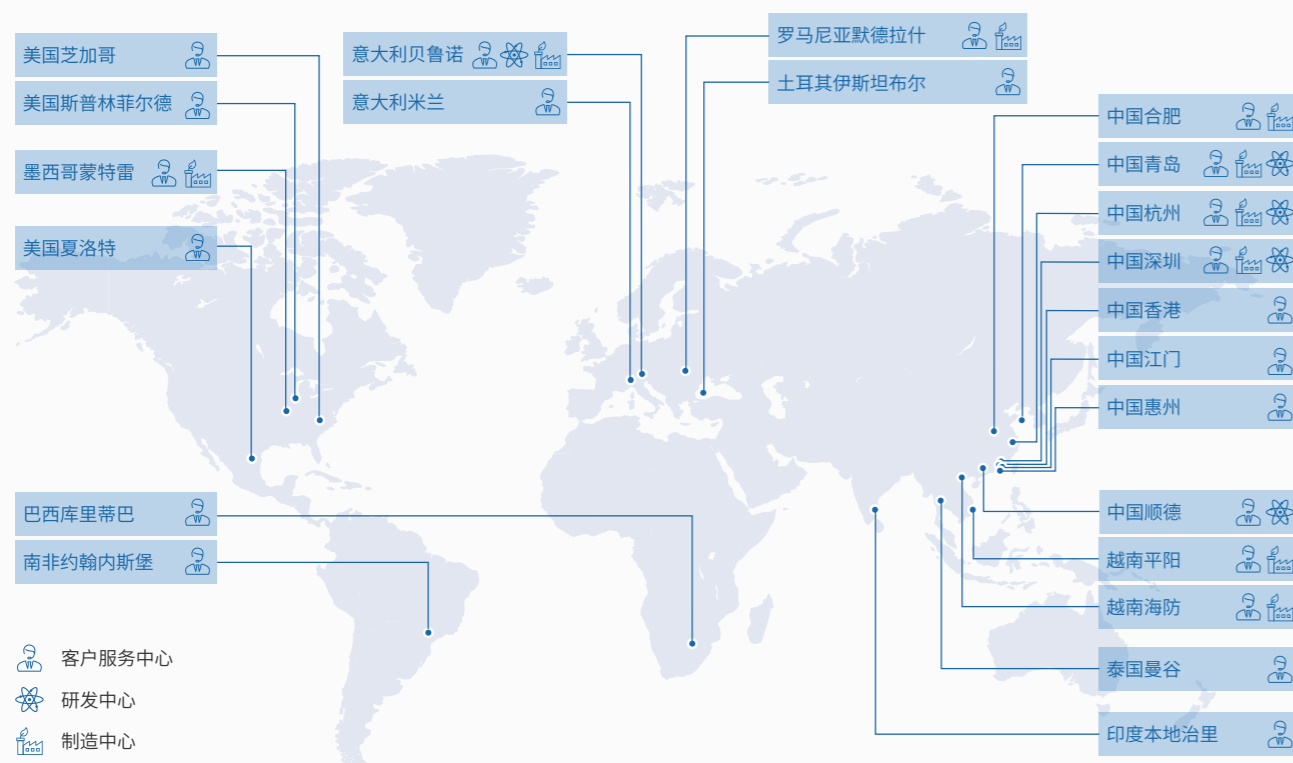 美国芝加哥
美国斯普林菲尔德
墨西哥蒙特雷
美国夏洛特
意大利贝鲁诺
意大利米兰
罗马尼亚默德拉什
土耳其伊斯坦布尔
中国合肥
中国青岛
中国杭州
中国深圳
中国香港
中国江门
中国惠州
巴西库里蒂巴
南非约翰内斯堡
中国顺德
越南平阳
越南海防
泰国曼谷
印度本地治里
客户服务中心
研发中心
制造中心